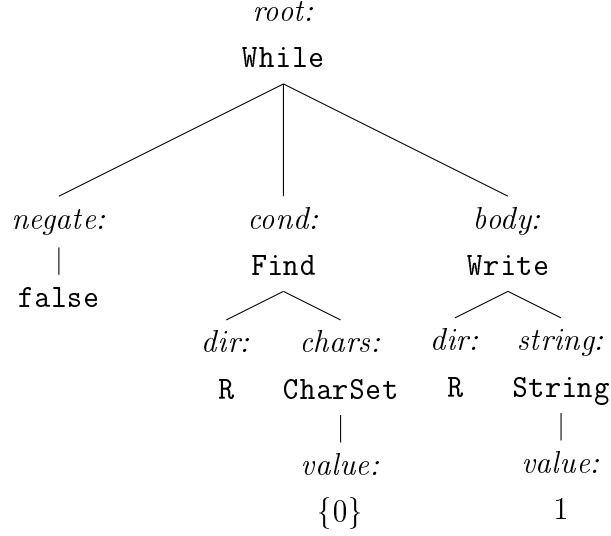 root:
While
negate: cond: body:
false Find Write
dir: chars: dir: string:
R CharSet R String
value: value:
{0} 1